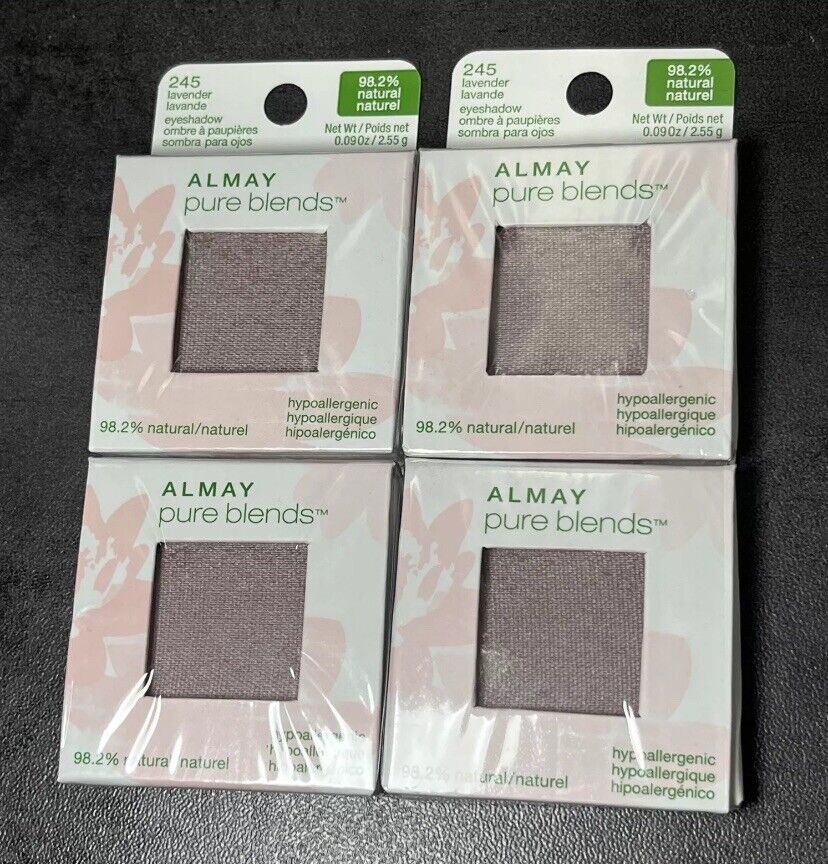 245
lavender
lavande
eyeshadow
ombre à paupières
sombra para ojos
98.2%
natural
naturel
Net Wt / Poids net
0.09 Oz / 2.55 g
ALMAY
pure blends™
98.2% natural/naturel
hypoallergenic
hypoallergique
hipoalergénico
245
lavender
lavande
eyeshadow
ombre à paupières
sombra para ojos
98.2%
natural
naturel
Net Wt / Poids net
0.09 Oz / 2.55 g
ALMAY
pure blends™
98.2% natural/naturel
hypoallergenic
hypoallergique
hipoalergénico
ALMAY
pure blends™
98.2% natural/naturel
hypoallergenic
hypoallergique
hipoalergénico
ALMAY
pure blends™
98.2% natural/naturel
hypoallergenic
hypoallergique
hipoalergénico